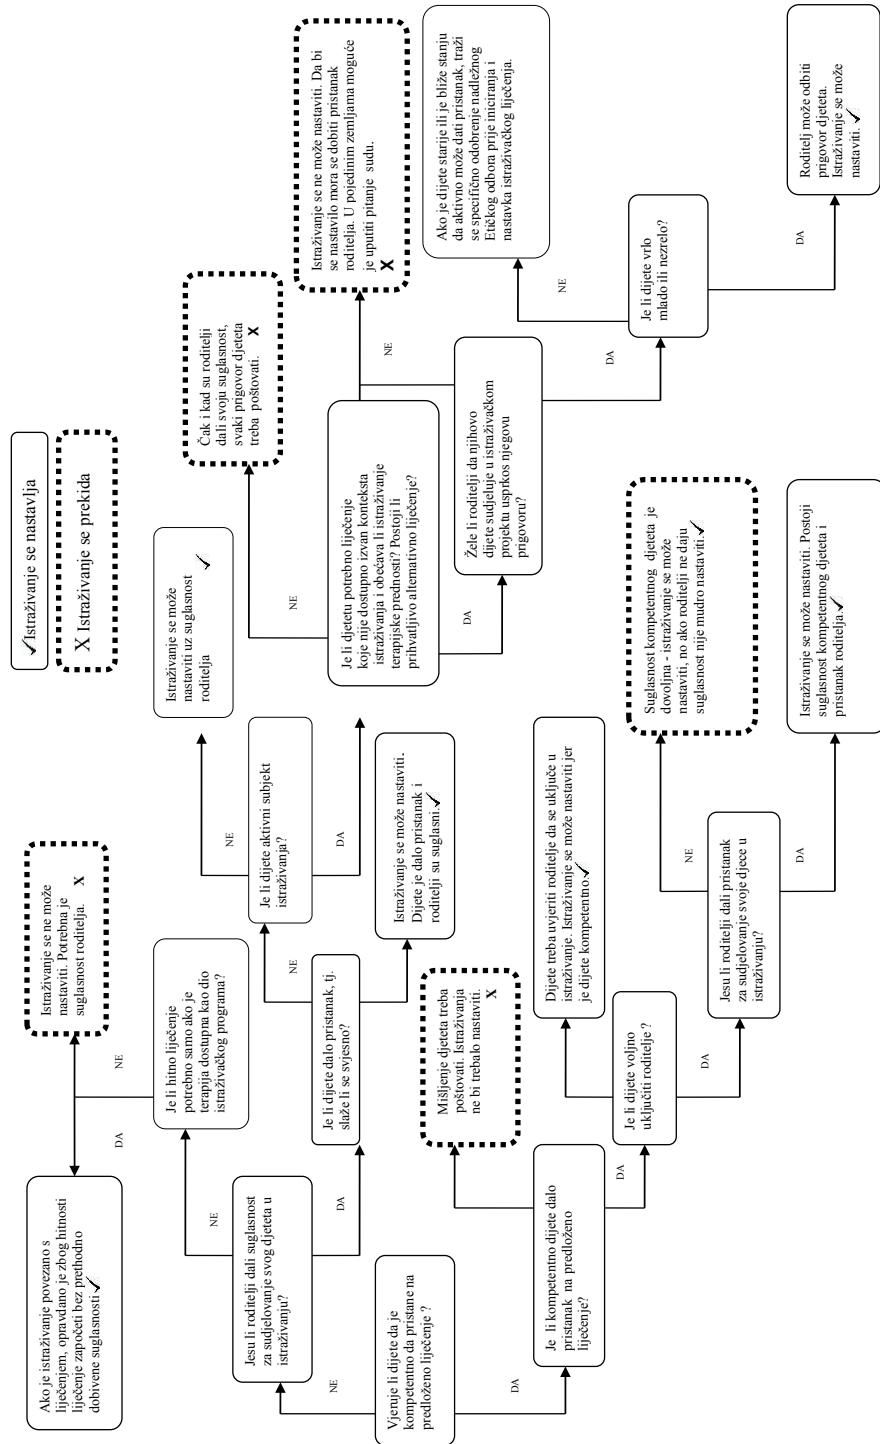 ✓Istraživanje se nastavlja
X Istraživanje se prekida
Ako je istraživanje povezano s
liječenjem, opravdano je zbog hitnosti
liječenje započeti bez prethodno
dobivene suglasnosti ✓
DA
NE
Istraživanje se ne može
nastaviti. Potrebna je
suglasnost roditelja. X
Je li hitno liječenje
potrebno samo ako je
terapija dostupna kao dio
istraživačkog programa?
NE
Jesu li roditelji dali suglasnost
za sudjelovanje svog djeteta u
istraživanju?
DA
Je li dijete dalo pristanak, tj.
slaže li se svjesno?
NE
Je li dijete aktivni subjekt
istraživanja?
NE
Istraživanje se može
nastaviti uz suglasnost ✓
roditelja
DA
Istraživanje se može nastaviti.
Dijete je dalo pristanak i
roditelji su suglasni.✓
Je li djetetu potrebno liječenje
koje nije dostupno izvan konteksta
istraživanja i obećava li istraživanje
terapijske prednosti? Postoji li
prihvatljivo alternativno liječenje?
NE
Čak i kad su roditelji
dali svoju suglasnost,
svaki prigovor djeteta
treba poštovati. X
DA
Žele li roditelji da njihovo
dijete sudjeluje u istraživačkom
projektu usprkos njegovu
prigovoru?
NE
Istraživanje se ne može nastaviti. Da bi
se nastavilo mora se dobiti pristanak
roditelja. U pojedinim zemljama moguće
je uputiti pitanje sudu.
X
DA
Je li dijete vrlo
mlado ili nezrelo?
NE
Ako je dijete starije ili je bliže stanju
da aktivno može dati pristanak, traži
se specifično odobrenje nadležnog
Etičkog odbora prije iniciranja i
nastavka istraživačkog liječenja.
DA
Roditelj može odbiti
prigovor djeteta.
Istraživanje se može
nastaviti. ✓
Vjeruje li dijete da je
kompetentno da pristane na
predloženo liječenje ?
NE
DA
Je li kompetentno dijete dalo
pristanak na predloženo
liječenje?
Mišljenje djeteta treba
poštovati. Istraživanja
ne bi trebalo nastaviti.
X
DA
Je li dijete voljno
uključiti roditelje ?
Dijete treba uvjeriti roditelje da se uključe u
istraživanje. Istraživanje se može nastaviti jer
je dijete kompetentno✓
DA
Jesu li roditelji dali pristanak
za sudjelovanje svoje djece u
istraživanju?
NE
Suglasnost kompetentnog djeteta je
dovoljna - istraživanje se može
nastaviti, no ako roditelji ne daju
suglasnost nije mudro nastaviti.✓
DA
Istraživanje se može nastaviti. Postoji
suglasnost kompetentnog djeteta i
pristanak roditelja✓